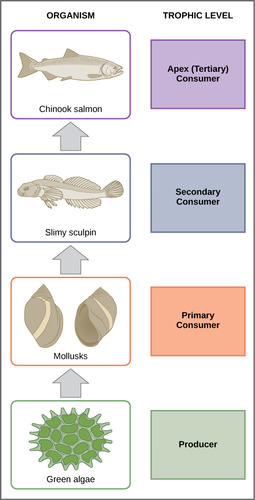 ORGANISM
TROPHIC LEVEL
Chinook salmon
Apex (Tertiary)
Consumer
Slimy sculpin
Secondary
Consumer
Mollusks
Primary
Consumer
Green algae
Producer